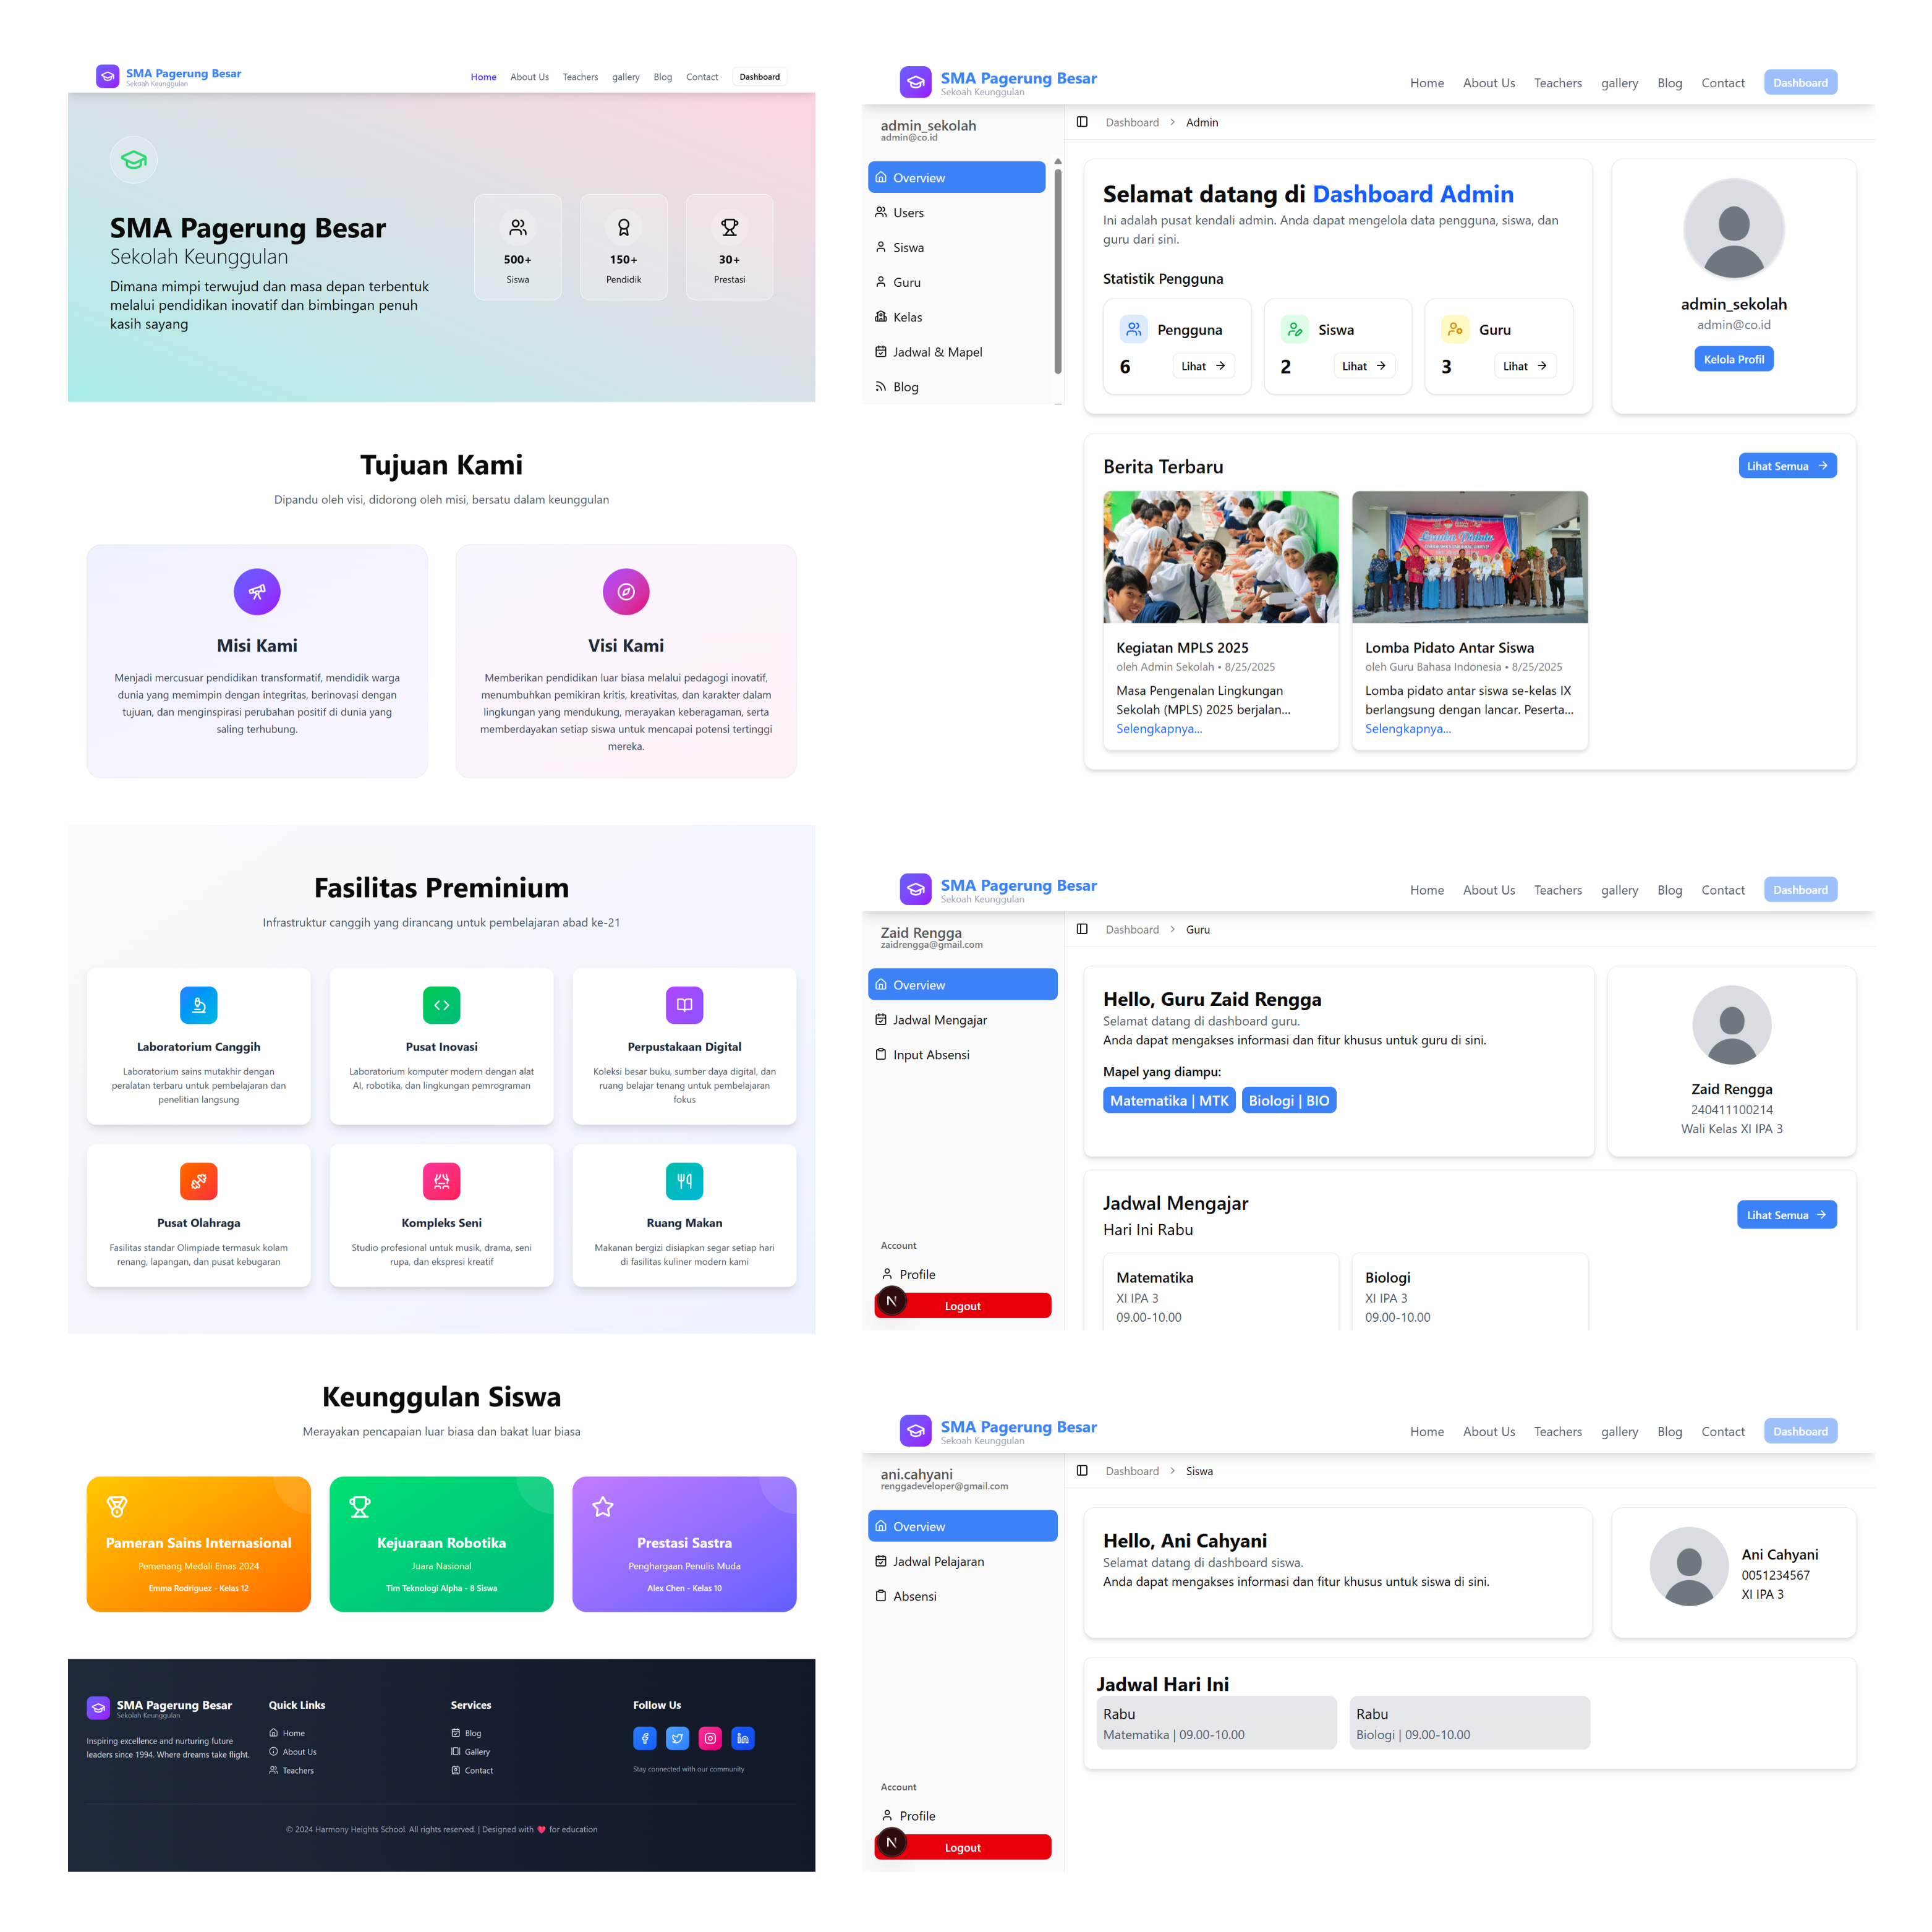 SMA Pagerung Besar
Sekoah Keunggulan
Home About Us Teachers gallery Blog Contact Dashboard
SMA Pagerung Besar
Sekolah Keunggulan
Dimana mimpi terwujud dan masa depan terbentuk
melalui pendidikan inovatif dan bimbingan penuh
kasih sayang
500+
Siswa
150+
Pendidik
30+
Prestasi
Tujuan Kami
Dipandu oleh visi, didorong oleh misi, bersatu dalam keunggulan
Misi Kami
Menjadi mercusuar pendidikan transformatif, mendidik warga
dunia yang memimpin dengan integritas, berinovasi dengan
tujuan, dan menginspirasi perubahan positif di dunia yang
saling terhubung.
Visi Kami
Memberikan pendidikan luar biasa melalui pedagogi inovatif,
menumbuhkan pemikiran kritis, kreativitas, dan karakter dalam
lingkungan yang mendukung, merayakan keberagaman, serta
memberdayakan setiap siswa untuk mencapai potensi tertinggi
mereka.
Fasilitas Preminium
Infrastruktur canggih yang dirancang untuk pembelajaran abad ke-21
Laboratorium Canggih
Laboratorium sains mutakhir dengan
peralatan terbaru untuk pembelajaran dan
penelitian langsung
Pusat Inovasi
Laboratorium komputer modern dengan alat
AI, robotika, dan lingkungan pemrograman
Perpustakaan Digital
Koleksi besar buku, sumber daya digital, dan
ruang belajar tenang untuk pembelajaran
fokus
Pusat Olahraga
Fasilitas standar Olimpiade termasuk kolam
renang, lapangan, dan pusat kebugaran
Kompleks Seni
Studio profesional untuk musik, drama, seni
rupa, dan ekspresi kreatif
Ruang Makan
Makanan bergizi disiapkan segar setiap hari
di fasilitas kuliner modern kami
Keunggulan Siswa
Merayakan pencapaian luar biasa dan bakat luar biasa
Pameran Sains Internasional
Pemenang Medali Emas 2024
Emma Rodriguez - Kelas 12
Kejuaraan Robotika
Juara Nasional
Tim Teknologi Alpha - 8 Siswa
Prestasi Sastra
Penghargaan Penulis Muda
Alex Chen - Kelas 10
SMA Pagerung Besar
Sekolah Keunggulan
Inspiring excellence and nurturing future
leaders since 1994. Where dreams take flight.
Quick Links
Home
About Us
Teachers
Services
Blog
Gallery
Contact
Follow Us
Stay connected with our community
© 2024 Harmony Heights School. All rights reserved. | Designed with ❤️ for education
SMA Pagerung Besar
Sekoah Keunggulan
Home About Us Teachers gallery Blog Contact Dashboard
admin_sekolah
admin@co.id
Overview
Users
Siswa
Guru
Kelas
Jadwal & Mapel
Blog
Dashboard > Admin
Selamat datang di Dashboard Admin
Ini adalah pusat kendali admin. Anda dapat mengelola data pengguna, siswa, dan
guru dari sini.
Statistik Pengguna
Pengguna
6 Lihat →
Siswa
2 Lihat →
Guru
3 Lihat →
admin_sekolah
admin@co.id
Kelola Profil
Berita Terbaru
Lihat Semua →
Lomba Pidato
Kegiatan MPLS 2025
oleh Admin Sekolah • 8/25/2025
Masa Pengenalan Lingkungan
Sekolah (MPLS) 2025 berjalan...
Selengkapnya...
Lomba Pidato Antar Siswa
oleh Guru Bahasa Indonesia • 8/25/2025
Lomba pidato antar siswa se-kelas IX
berlangsung dengan lancar. Peserta...
Selengkapnya...
SMA Pagerung Besar
Sekoah Keunggulan
Home About Us Teachers gallery Blog Contact Dashboard
Zaid Rengga
zaidrengga@gmail.com
Overview
Jadwal Mengajar
Input Absensi
Account
Profile
N
Logout
Dashboard > Guru
Hello, Guru Zaid Rengga
Selamat datang di dashboard guru.
Anda dapat mengakses informasi dan fitur khusus untuk guru di sini.
Mapel yang diampu:
Matematika | MTK Biologi | BIO
Zaid Rengga
240411100214
Wali Kelas XI IPA 3
Jadwal Mengajar
Hari Ini Rabu
Lihat Semua →
Matematika
XI IPA 3
09.00-10.00
Biologi
XI IPA 3
09.00-10.00
SMA Pagerung Besar
Sekoah Keunggulan
Home About Us Teachers gallery Blog Contact Dashboard
ani.cahyani
renggadeveloper@gmail.com
Overview
Jadwal Pelajaran
Absensi
Account
Profile
N
Logout
Dashboard > Siswa
Hello, Ani Cahyani
Selamat datang di dashboard siswa.
Anda dapat mengakses informasi dan fitur khusus untuk siswa di sini.
Ani Cahyani
0051234567
XI IPA 3
Jadwal Hari Ini
Rabu
Matematika | 09.00-10.00
Rabu
Biologi | 09.00-10.00